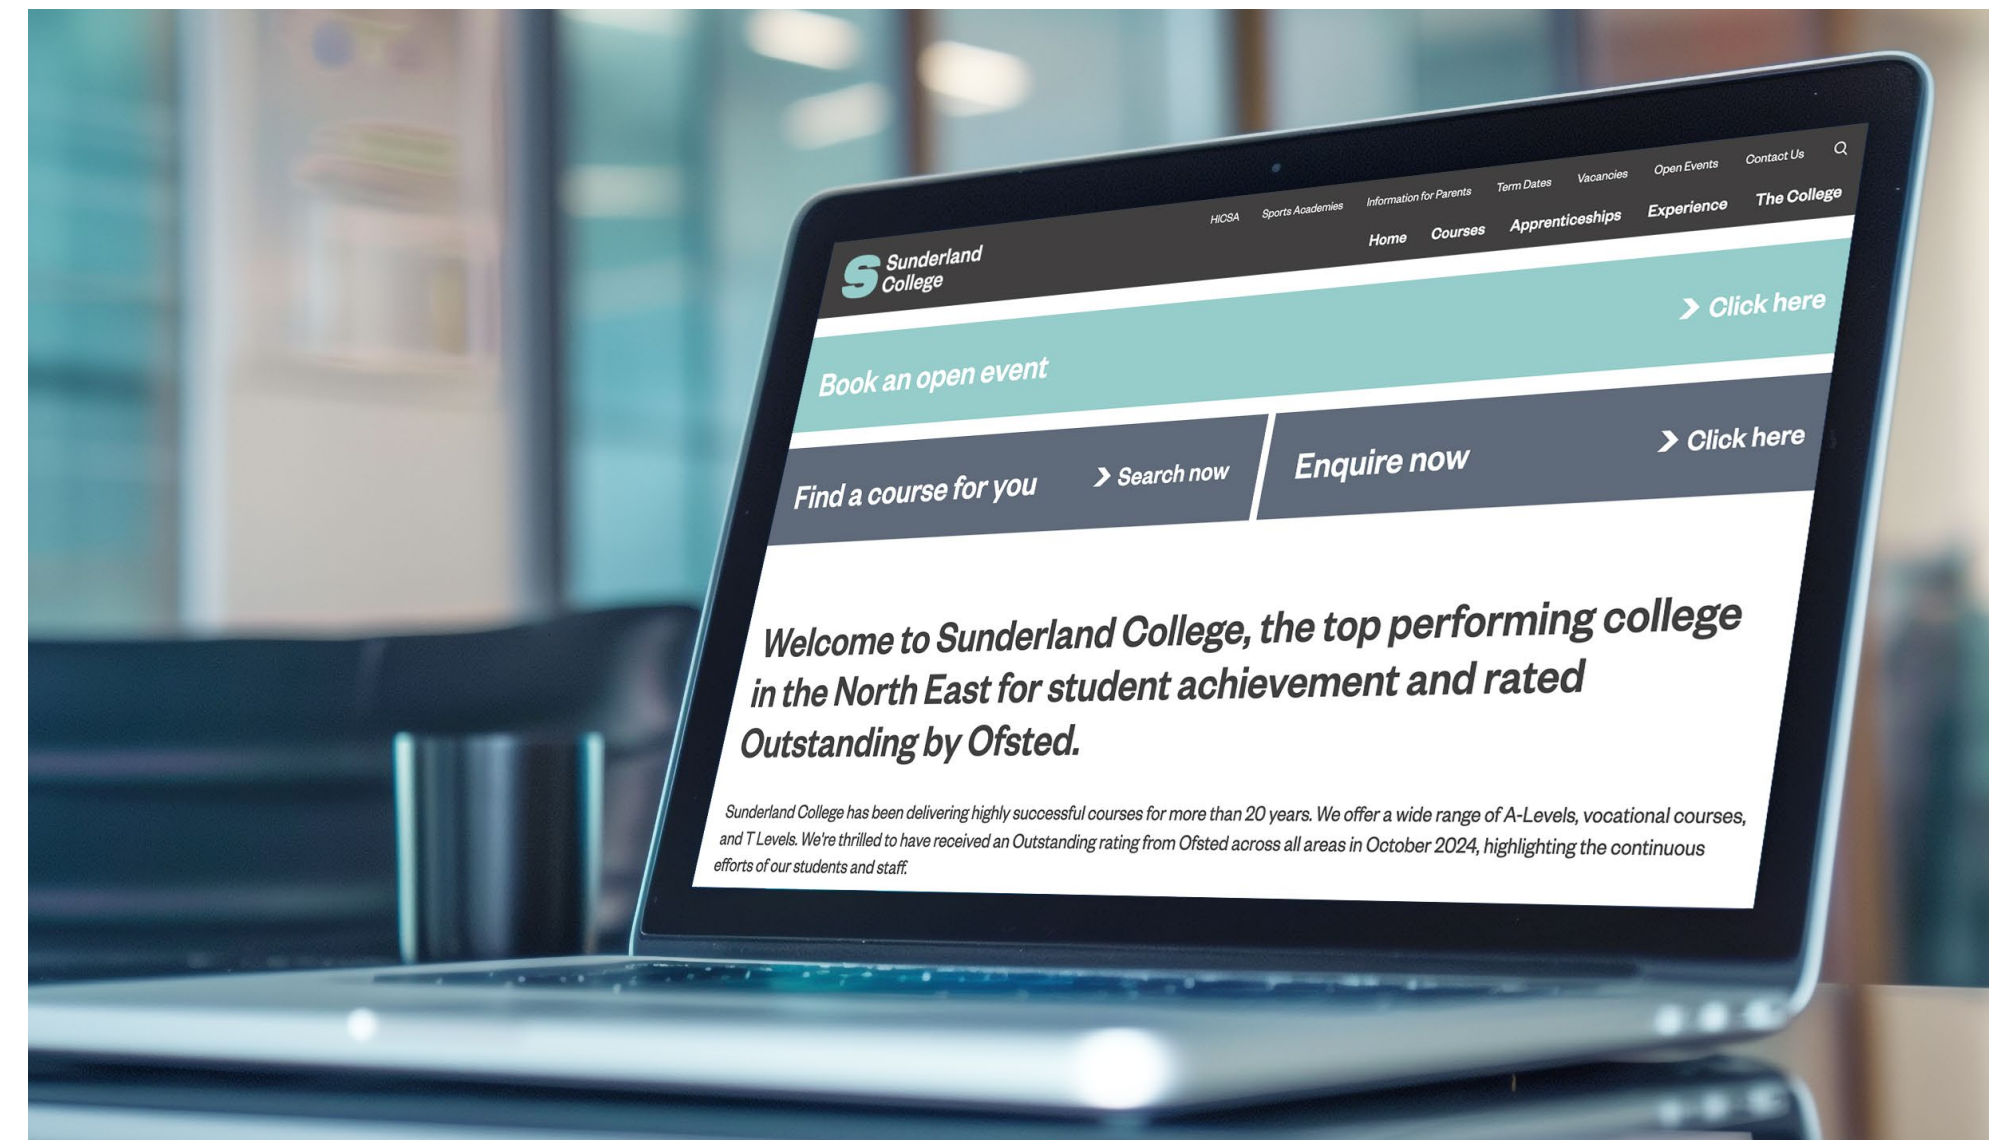 HICSA Sports Academies Information for Parents Term Dates Vacancies Open Events Contact Us
Sunderland
College
Home Courses Apprenticeships Experience The College
Book an open event
Click here
Find a course for you
Search now
Enquire now
Click here
Welcome to Sunderland College, the top performing college
in the North East for student achievement and rated
Outstanding by Ofsted.
Sunderland College has been delivering highly successful courses for more than 20 years. We offer a wide range of A-Levels, vocational courses,
and T Levels. We're thrilled to have received an Outstanding rating from Ofsted across all areas in October 2024, highlighting the continuous
efforts of our students and staff.